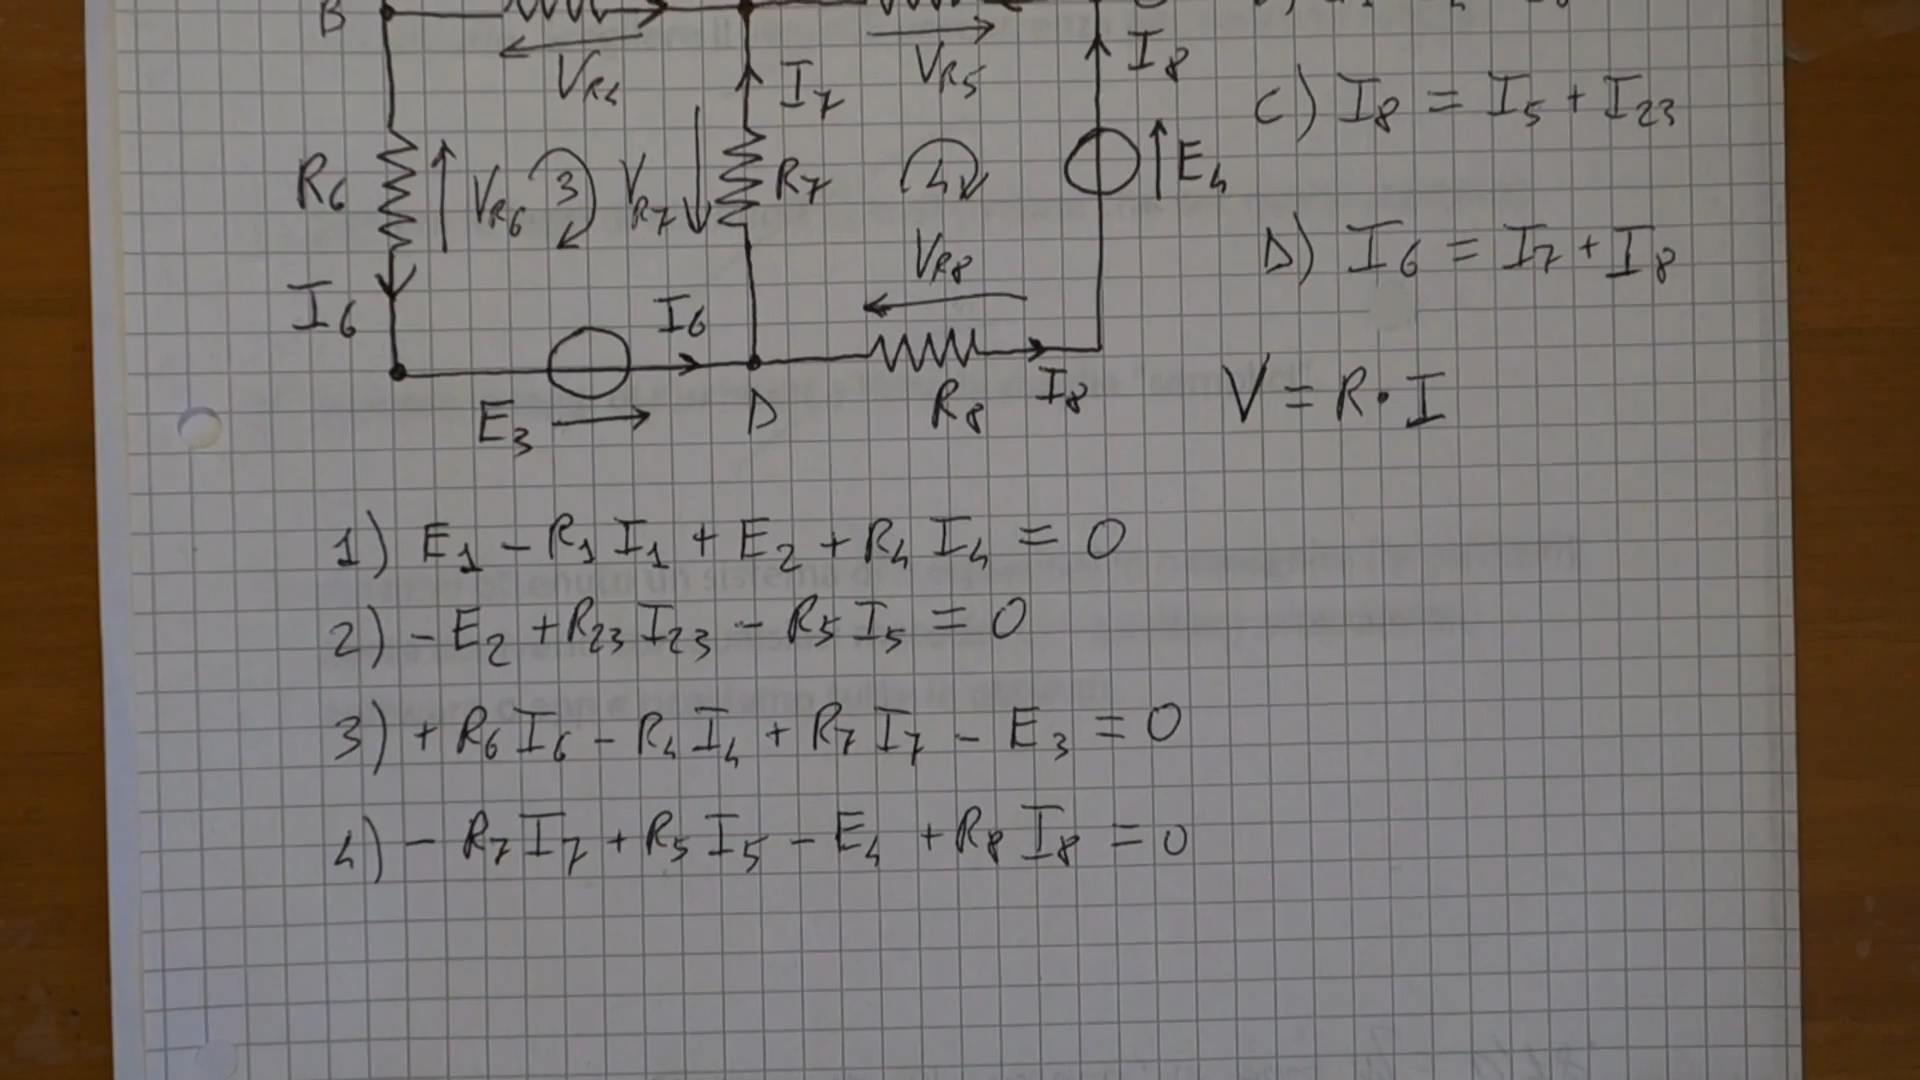 B
V_R4
V_R5
I_7
I_8
C) I_8 = I_5 + I_23
R_6
V_R6
3
V_R7
R_7
4
E_4
V_R8
D) I_6 = I_7 + I_8
I_6
I_6
E_3
D
R_8
I_8
V = R · I
1) E_1 - R_1 I_1 + E_2 + R_4 I_4 = 0
2) - E_2 + R_23 I_23 - R_5 I_5 = 0
3) + R_6 I_6 - R_4 I_4 + R_7 I_7 - E_3 = 0
4) - R_7 I_7 + R_5 I_5 - E_4 + R_8 I_8 = 0